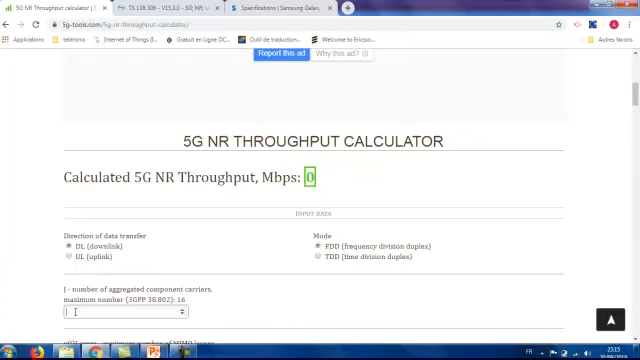 5G NR Throughput calculator
TS 138 306 - V15.3.0 - 5G; NR; U
Specifications | Samsung Galaxy
5g-tools.com/5g-nr-throughput-calculator/
Applications
tektronix
Internet of Things (Io
Gratuit en Ligne OC
Outil de traduction
Welcome to Ericsso
Autres favoris
Report this ad
Why this ad?
5G NR THROUGHPUT CALCULATOR
Calculated 5G NR Throughput, Mbps: 0
INPUT DATA
Direction of data transfer
DL (downlink)
UL (uplink)
Mode
FDD (frequency division duplex)
TDD (time division duplex)
J - number of aggregated component carriers.
maximum number (3GPP 38.802): 16
FR
23:15